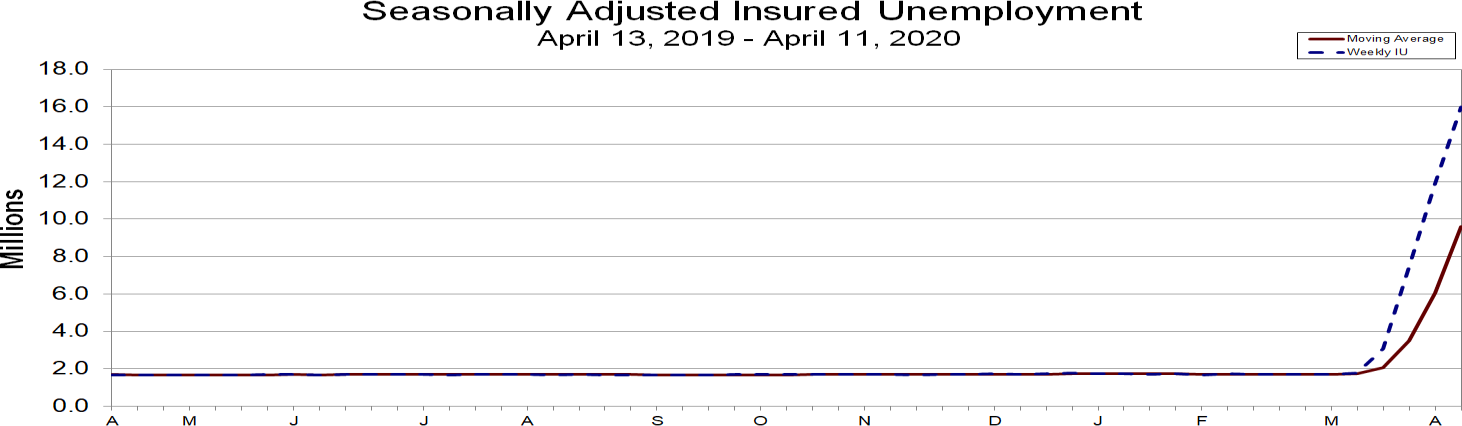 Seasonally Adjusted Insured Unemployment
April 13, 2019 - April 11, 2020
Moving Average
Weekly IU
18.0
16.0
14.0
12.0
10.0
8.0
6.0
4.0
2.0
0.0
Millions
A M J J A S O N D J F M A